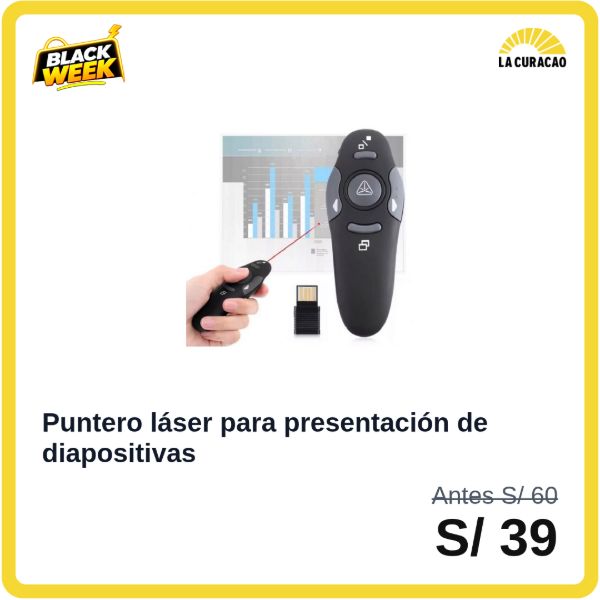 BLACK
WEEK
LA CURACAO
Puntero láser para presentación de
diapositivas
Antes S/ 60
S/ 39